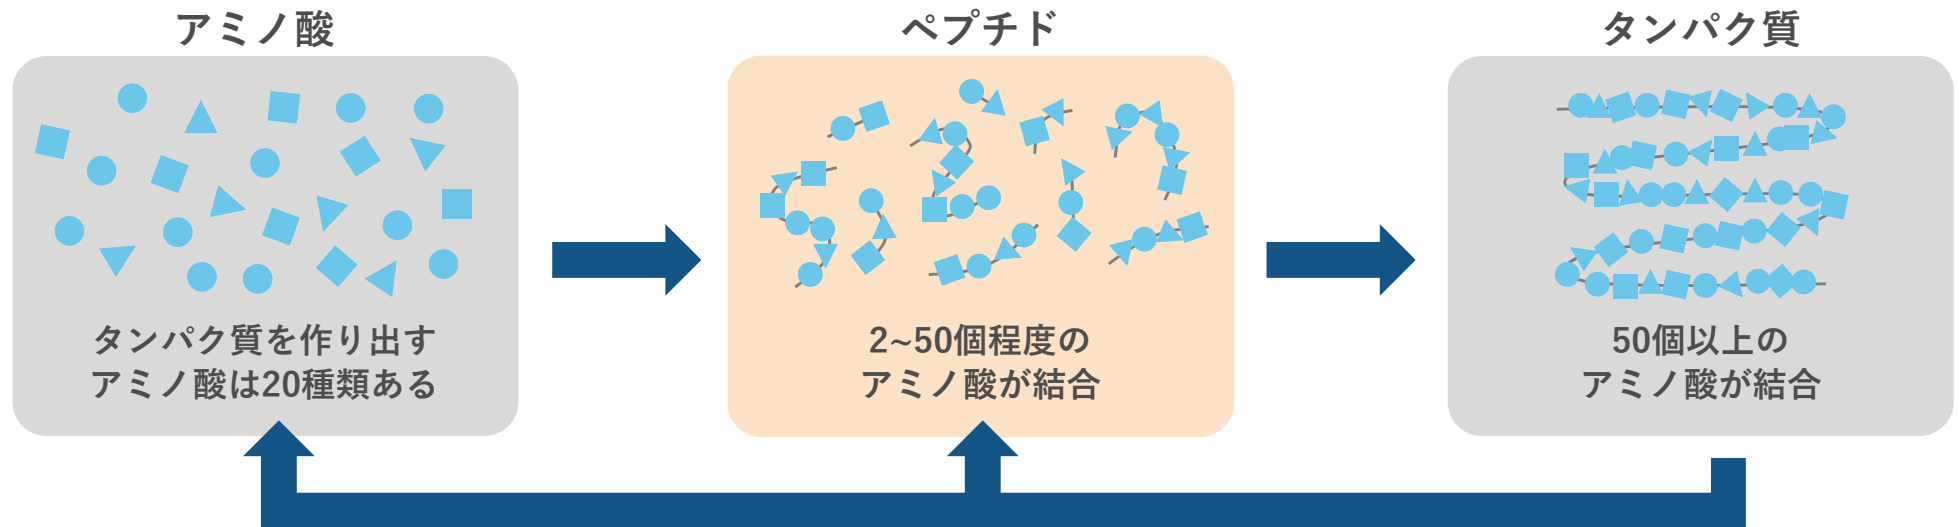 アミノ酸
タンパク質を作り出す
アミノ酸は20種類ある
ペプチド
2~50個程度の
アミノ酸が結合
タンパク質
50個以上の
アミノ酸が結合